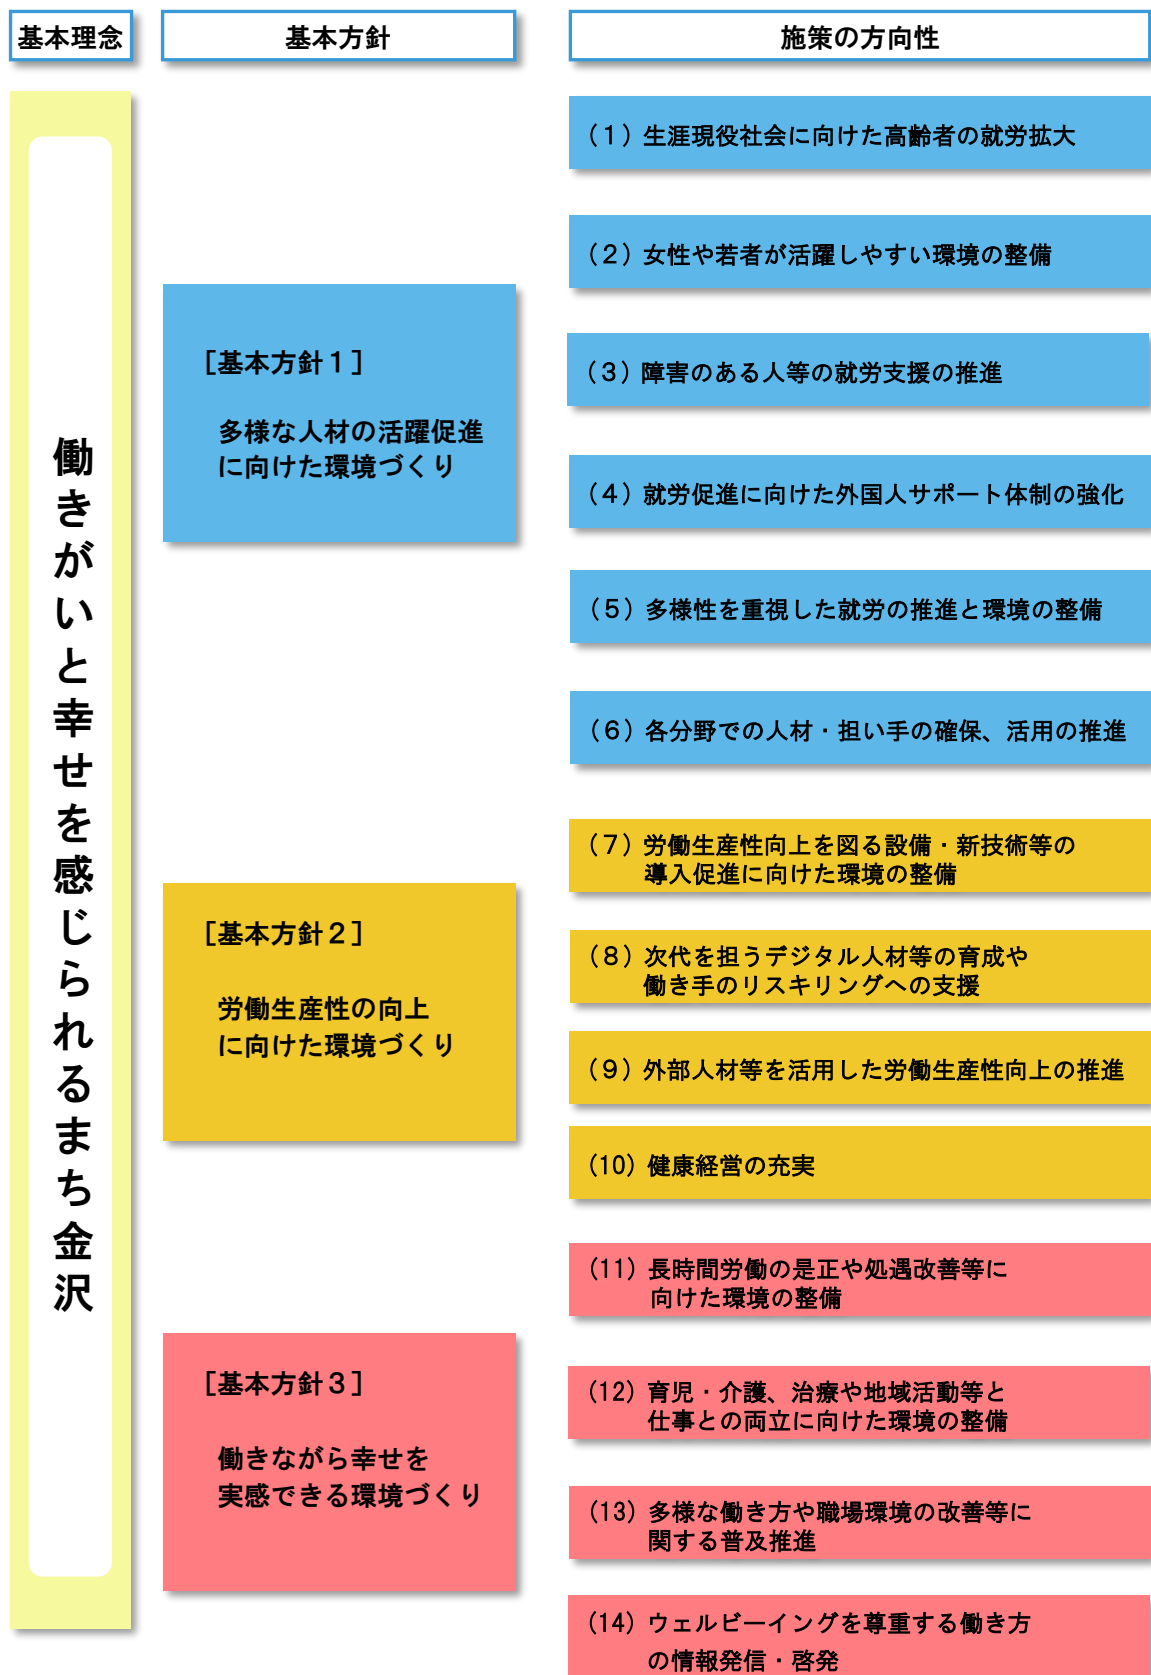 基本理念
基本方針
施策の方向性
働きがいと幸せを感じられるまち金沢
［基本方針１］
多様な人材の活躍促進
に向けた環境づくり
（１）生涯現役社会に向けた高齢者の就労拡大
（２）女性や若者が活躍しやすい環境の整備
（３）障害のある人等の就労支援の推進
（４）就労促進に向けた外国人サポート体制の強化
（５）多様性を重視した就労の推進と環境の整備
（６）各分野での人材・担い手の確保、活用の推進
［基本方針２］
労働生産性の向上
に向けた環境づくり
（７）労働生産性向上を図る設備・新技術等の
導入促進に向けた環境の整備
（８）次代を担うデジタル人材等の育成や
働き手のリスキリングへの支援
（９）外部人材等を活用した労働生産性向上の推進
（10）健康経営の充実
［基本方針３］
働きながら幸せを
実感できる環境づくり
（11）長時間労働の是正や処遇改善等に
向けた環境の整備
（12）育児・介護、治療や地域活動等と
仕事との両立に向けた環境の整備
（13）多様な働き方や職場環境の改善等に
関する普及推進
（14）ウェルビーイングを尊重する働き方
の情報発信・啓発